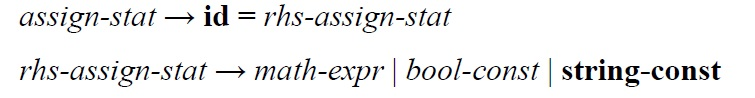 assign-stat → id = rhs-assign-stat
rhs-assign-stat → math-expr | bool-const | string-const